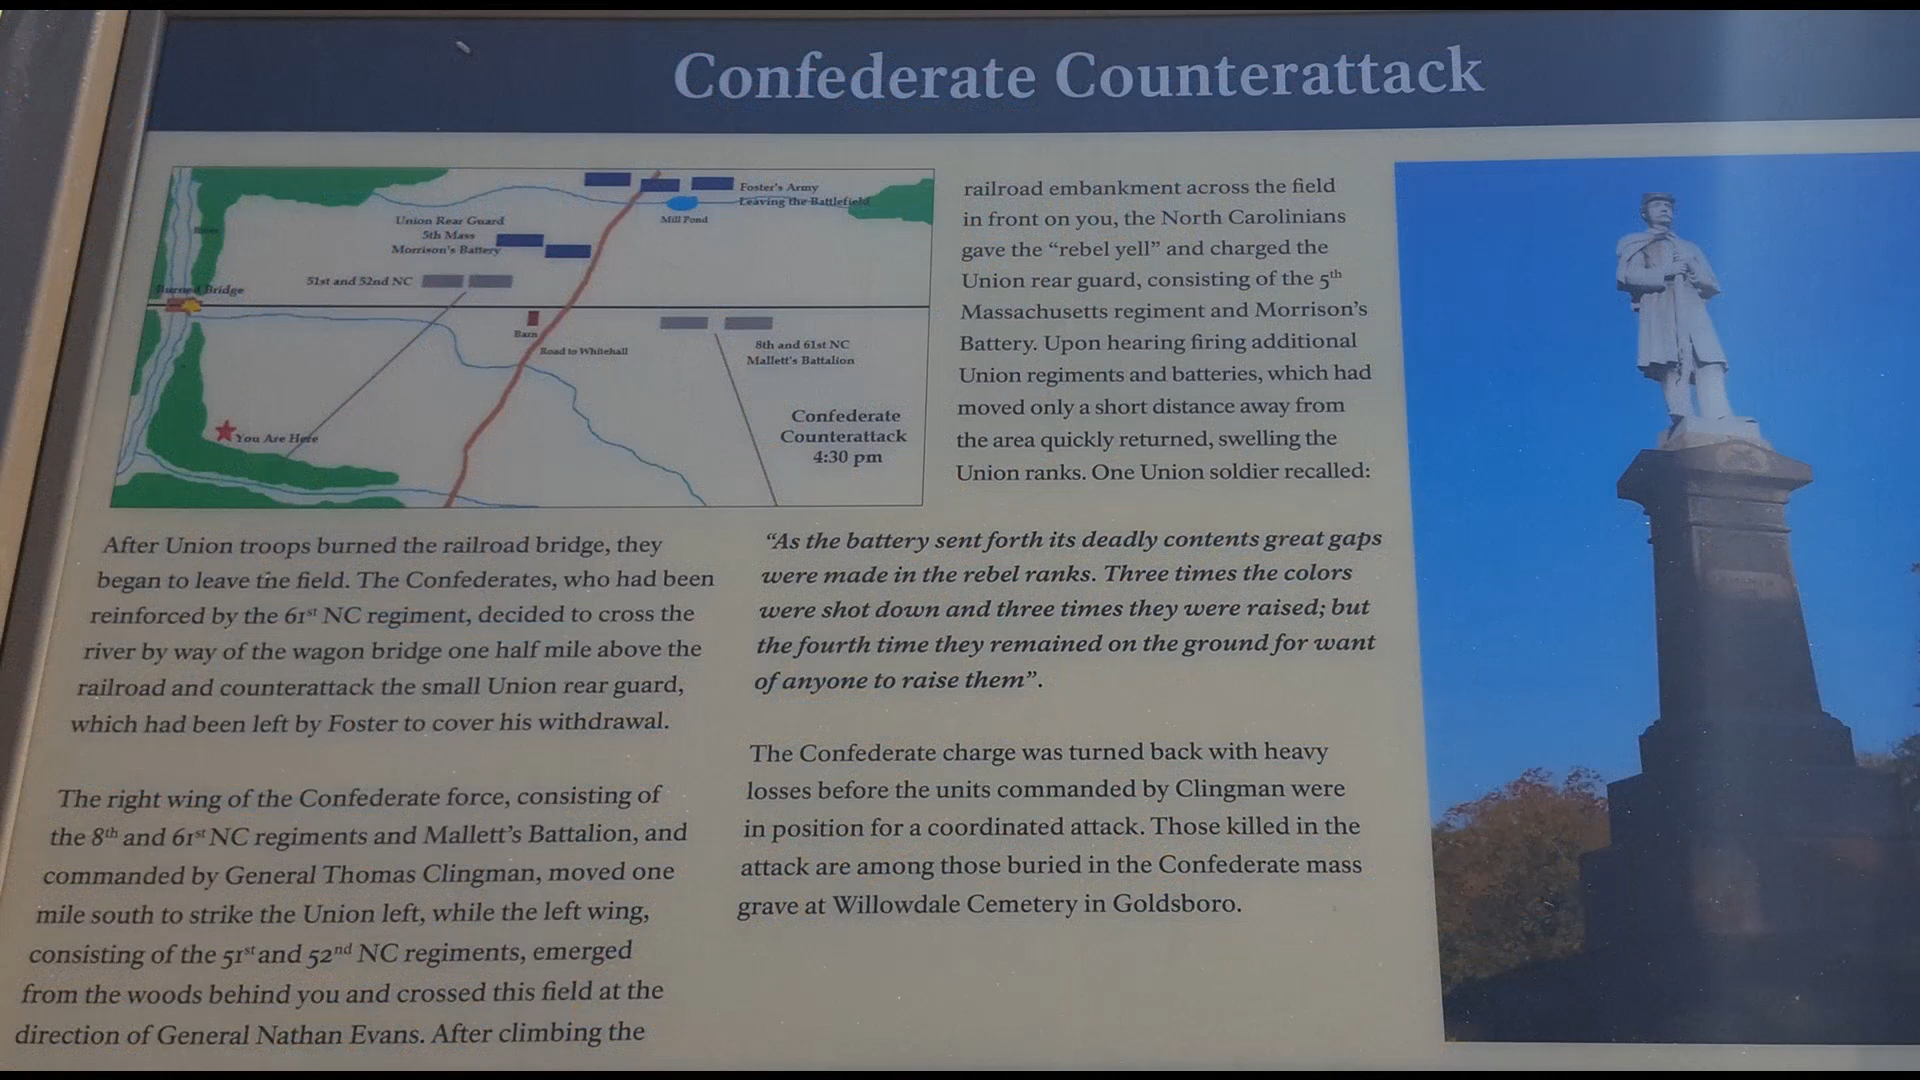 Confederate Counterattack
Foster's Army
Leaving the Battlefield
Mill Pond
Union Rear Guard
5th Mass
Morrison's Battery
River
51st and 52nd NC
Burned Bridge
Barn
Road to Whitehall
8th and 61st NC
Mallett's Battalion
You Are Here
Confederate
Counterattack
4:30 pm
After Union troops burned the railroad bridge, they
began to leave the field. The Confederates, who had been
reinforced by the 61st NC regiment, decided to cross the
river by way of the wagon bridge one half mile above the
railroad and counterattack the small Union rear guard,
which had been left by Foster to cover his withdrawal.
The right wing of the Confederate force, consisting of
the 8th and 61st NC regiments and Mallett's Battalion, and
commanded by General Thomas Clingman, moved one
mile south to strike the Union left, while the left wing,
consisting of the 51st and 52nd NC regiments, emerged
from the woods behind you and crossed this field at the
direction of General Nathan Evans. After climbing the
railroad embankment across the field
in front on you, the North Carolinians
gave the “rebel yell” and charged the
Union rear guard, consisting of the 5th
Massachusetts regiment and Morrison's
Battery. Upon hearing firing additional
Union regiments and batteries, which had
moved only a short distance away from
the area quickly returned, swelling the
Union ranks. One Union soldier recalled:
“As the battery sent forth its deadly contents great gaps
were made in the rebel ranks. Three times the colors
were shot down and three times they were raised; but
the fourth time they remained on the ground for want
of anyone to raise them”.
The Confederate charge was turned back with heavy
losses before the units commanded by Clingman were
in position for a coordinated attack. Those killed in the
attack are among those buried in the Confederate mass
grave at Willowdale Cemetery in Goldsboro.